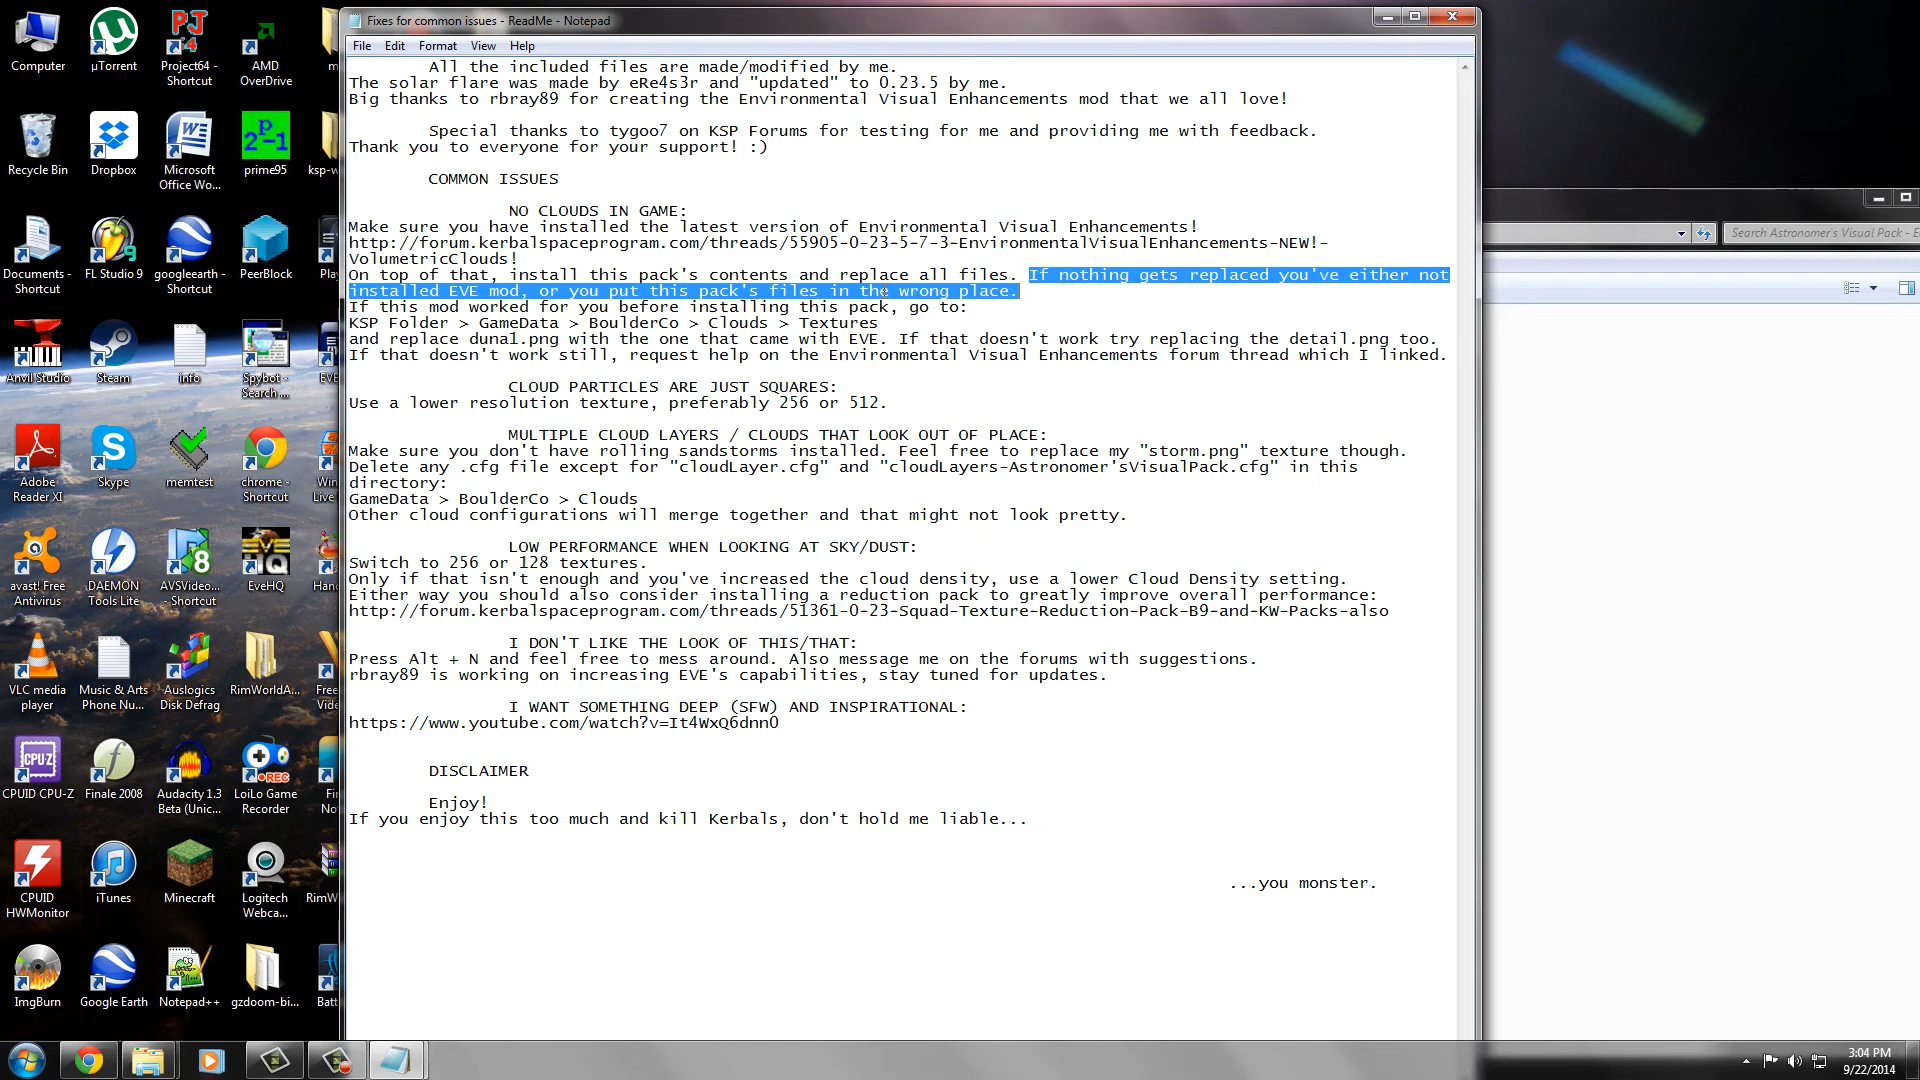 Fixes for common issues - ReadMe - Notepad
File Edit Format View Help
All the included files are made/modified by me.
The solar flare was made by eRe4s3r and "updated" to 0.23.5 by me.
Big thanks to rbray89 for creating the Environmental Visual Enhancements mod that we all love!
Special thanks to tygoo7 on KSP Forums for testing for me and providing me with feedback.
Thank you to everyone for your support! :)
COMMON ISSUES
NO CLOUDS IN GAME:
Make sure you have installed the latest version of Environmental Visual Enhancements!
http://forum.kerbalspaceprogram.com/threads/55905-0-23-5-7-3-EnvironmentalVisualEnhancements-NEW!-
VolumetricClouds!
On top of that, install this pack's contents and replace all files. If nothing gets replaced you've either not
installed EVE mod, or you put this pack's files in the wrong place.
If this mod worked for you before installing this pack, go to:
KSP Folder > GameData > BoulderCo > Clouds > Textures
and replace duna1.png with the one that came with EVE. If that doesn't work try replacing the detail.png too.
If that doesn't work still, request help on the Environmental Visual Enhancements forum thread which I linked.
CLOUD PARTICLES ARE JUST SQUARES:
Use a lower resolution texture, preferably 256 or 512.
MULTIPLE CLOUD LAYERS / CLOUDS THAT LOOK OUT OF PLACE:
Make sure you don't have rolling sandstorms installed. Feel free to replace my "storm.png" texture though.
Delete any .cfg file except for "cloudLayer.cfg" and "cloudLayers-Astronomer'sVisualPack.cfg" in this
directory:
GameData > BoulderCo > Clouds
Other cloud configurations will merge together and that might not look pretty.
LOW PERFORMANCE WHEN LOOKING AT SKY/DUST:
Switch to 256 or 128 textures.
Only if that isn't enough and you've increased the cloud density, use a lower Cloud Density setting.
Either way you should also consider installing a reduction pack to greatly improve overall performance:
http://forum.kerbalspaceprogram.com/threads/51361-0-23-Squad-Texture-Reduction-Pack-B9-and-KW-Packs-also
I DON'T LIKE THE LOOK OF THIS/THAT:
Press Alt + N and feel free to mess around. Also message me on the forums with suggestions.
rbray89 is working on increasing EVE's capabilities, stay tuned for updates.
I WANT SOMETHING DEEP (SFW) AND INSPIRATIONAL:
https://www.youtube.com/watch?v=It4WxQ6dnn0
DISCLAIMER
Enjoy!
If you enjoy this too much and kill Kerbals, don't hold me liable...
...you monster.
Search Astronomer's Visual Pack - E
Computer
µTorrent
Project64 -
Shortcut
AMD
OverDrive
Recycle Bin
Dropbox
Microsoft
Office Wo...
prime95
ksp-w
Documents -
Shortcut
FL Studio 9
googleearth -
Shortcut
PeerBlock
Play
Anvil Studio
Steam
info
Spybot -
Search ...
EVE
Adobe
Reader XI
Skype
memtest
chrome -
Shortcut
Win
Live
avast! Free
Antivirus
DAEMON
Tools Lite
AVSVideo...
- Shortcut
EveHQ
Han
VLC media
player
Music & Arts
Phone Nu...
Auslogics
Disk Defrag
RimWorldA...
Free
Vide
CPUID CPU-Z
Finale 2008
Audacity 1.3
Beta (Unic...
LoiLo Game
Recorder
CPUID
HWMonitor
iTunes
Minecraft
Logitech
Webca...
RimW
ImgBurn
Google Earth
Notepad++
gzdoom-bi...
Batt
3:04 PM
9/22/2014